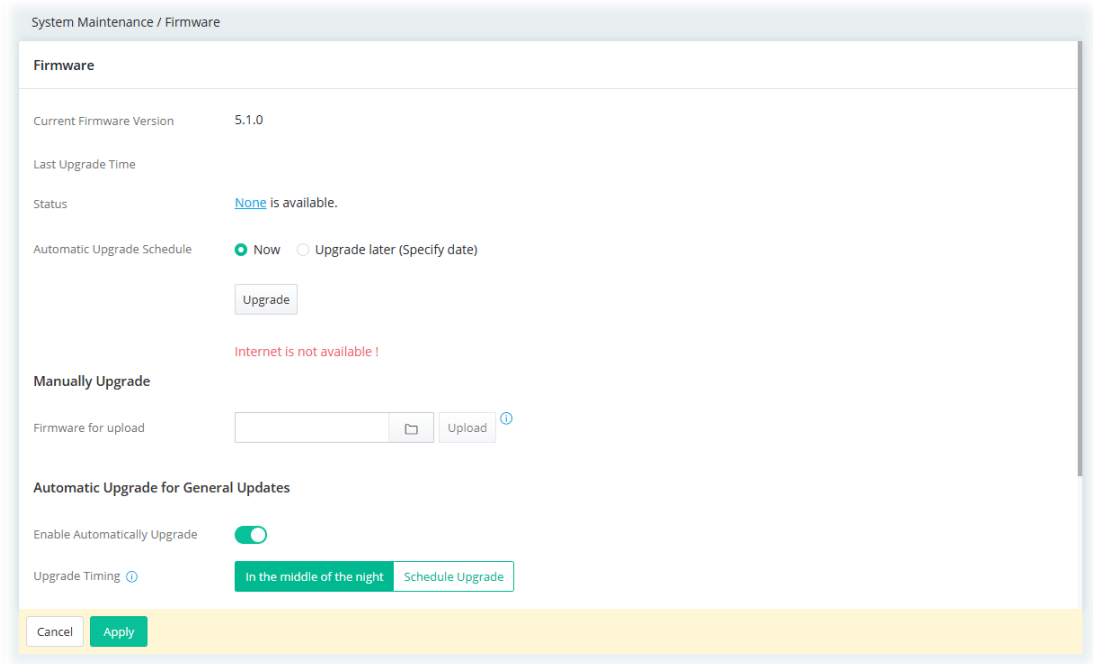 System Maintenance / Firmware
Firmware
Current Firmware Version 5.1.0
Last Upgrade Time
Status None is available.
Automatic Upgrade Schedule Now Upgrade later (Specify date)
Upgrade
Internet is not available !
Manually Upgrade
Firmware for upload Upload
Automatic Upgrade for General Updates
Enable Automatically Upgrade
Upgrade Timing In the middle of the night Schedule Upgrade
Cancel Apply